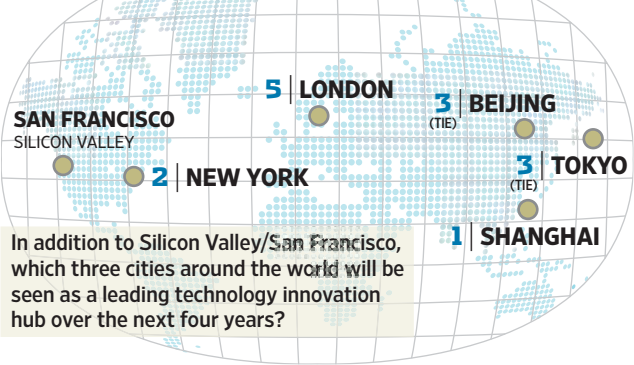 5 LONDON
3 BEIJING
(TIE)
SAN FRANCISCO
SILICON VALLEY
2 NEW YORK
3 TOKYO
(TIE)
1 SHANGHAI
In addition to Silicon Valley/San Francisco,
which three cities around the world will be
seen as a leading technology innovation
hub over the next four years?